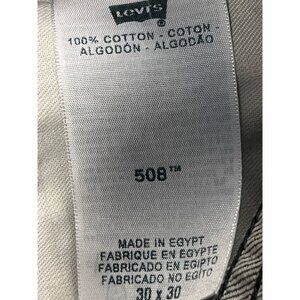 Levi's
®
100% COTTON - COTON -
ALGODÓN - ALGODÃO
508™
MADE IN EGYPT
FABRIQUE EN EGYPTE
FABRICADO EN EGIPTO
FABRICADO NO EGITO
30 x 30